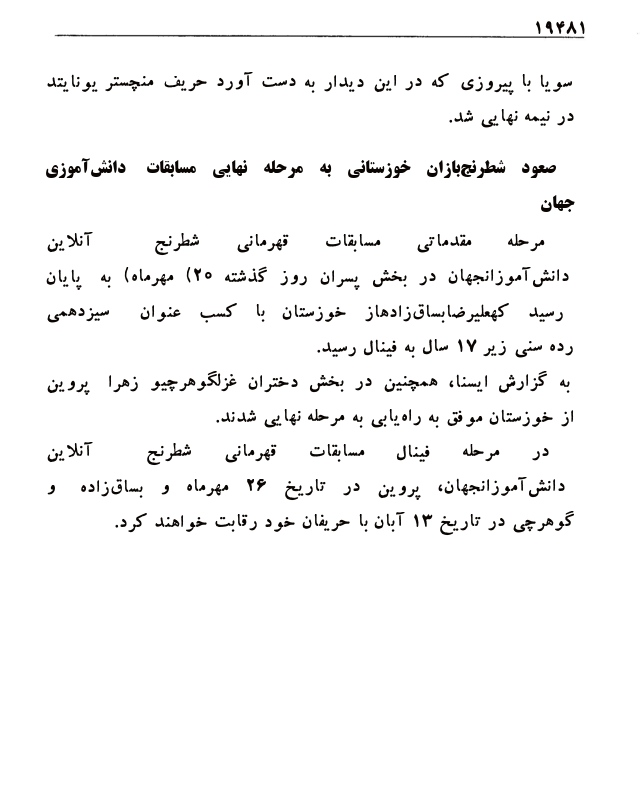 ۱۹۴۸۱
سویا با پیروزی که در این دیدار به دست آورد حریف منچستر یونایتد
در نیمه نهایی شد.
صعود شطرنج‌بازان خوزستانی به مرحله نهایی مسابقات دانش‌آموزی
جهان
مرحله مقدماتی مسابقات قهرمانی شطرنج آنلاین
دانش‌آموزانجهان در بخش پسران روز گذشته ۲۰) مهرماه) به پایان
رسید کهعلیرضابساق‌زادهاز خوزستان با کسب عنوان سیزدهمی
رده سنی زیر ۱۷ سال به فینال رسید.
به گزارش ایسنا، همچنین در بخش دختران غزلگوهرچیو زهرا پروین
از خوزستان موفق به راه‌یابی به مرحله نهایی شدند.
در مرحله فینال مسابقات قهرمانی شطرنج آنلاین
دانش‌آموزانجهان، پروین در تاریخ ۲۶ مهرماه و بساق‌زاده و
گوهرچی در تاریخ ۱۳ آبان با حریفان خود رقابت خواهند کرد.